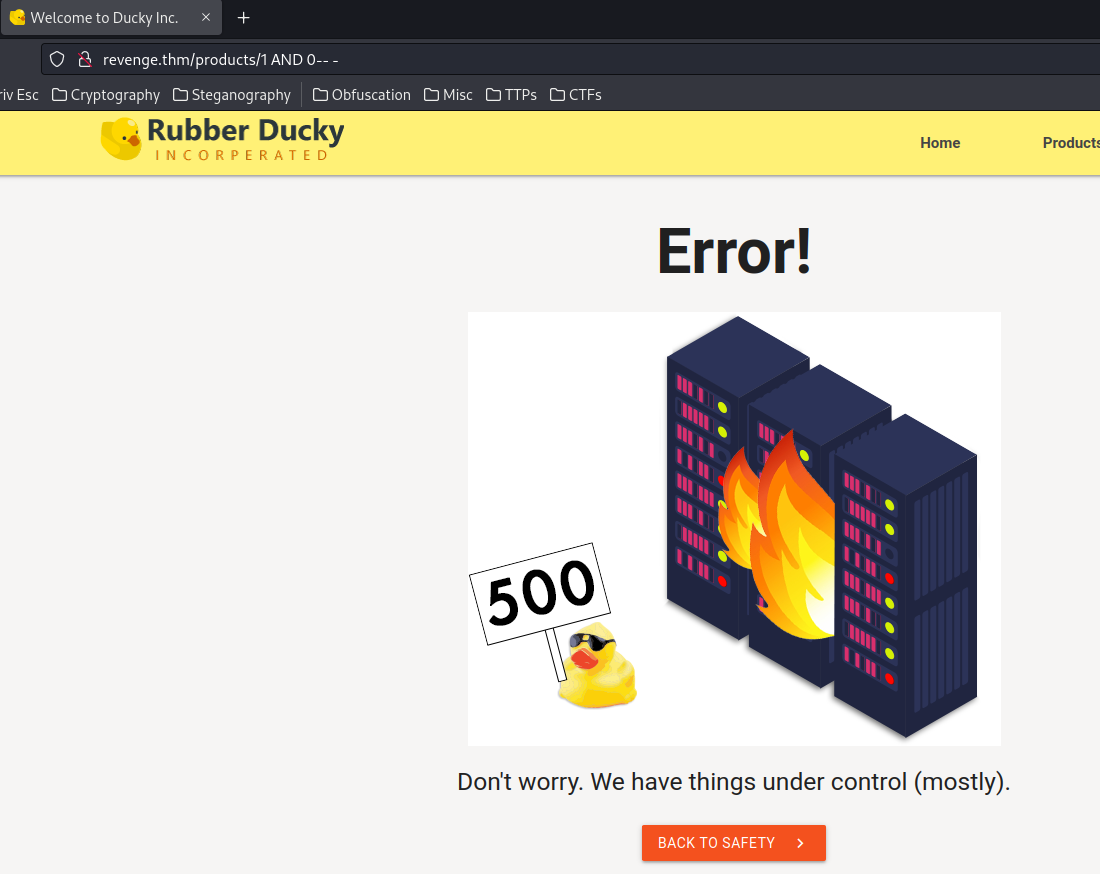 Welcome to Ducky Inc.
revenge.thm/products/1 AND 0-- -
riv Esc Cryptography Steganography Obfuscation Misc TTPs CTFs
Rubber Ducky
INCORPERATED
Home Products
Error!
500
Don't worry. We have things under control (mostly).
BACK TO SAFETY